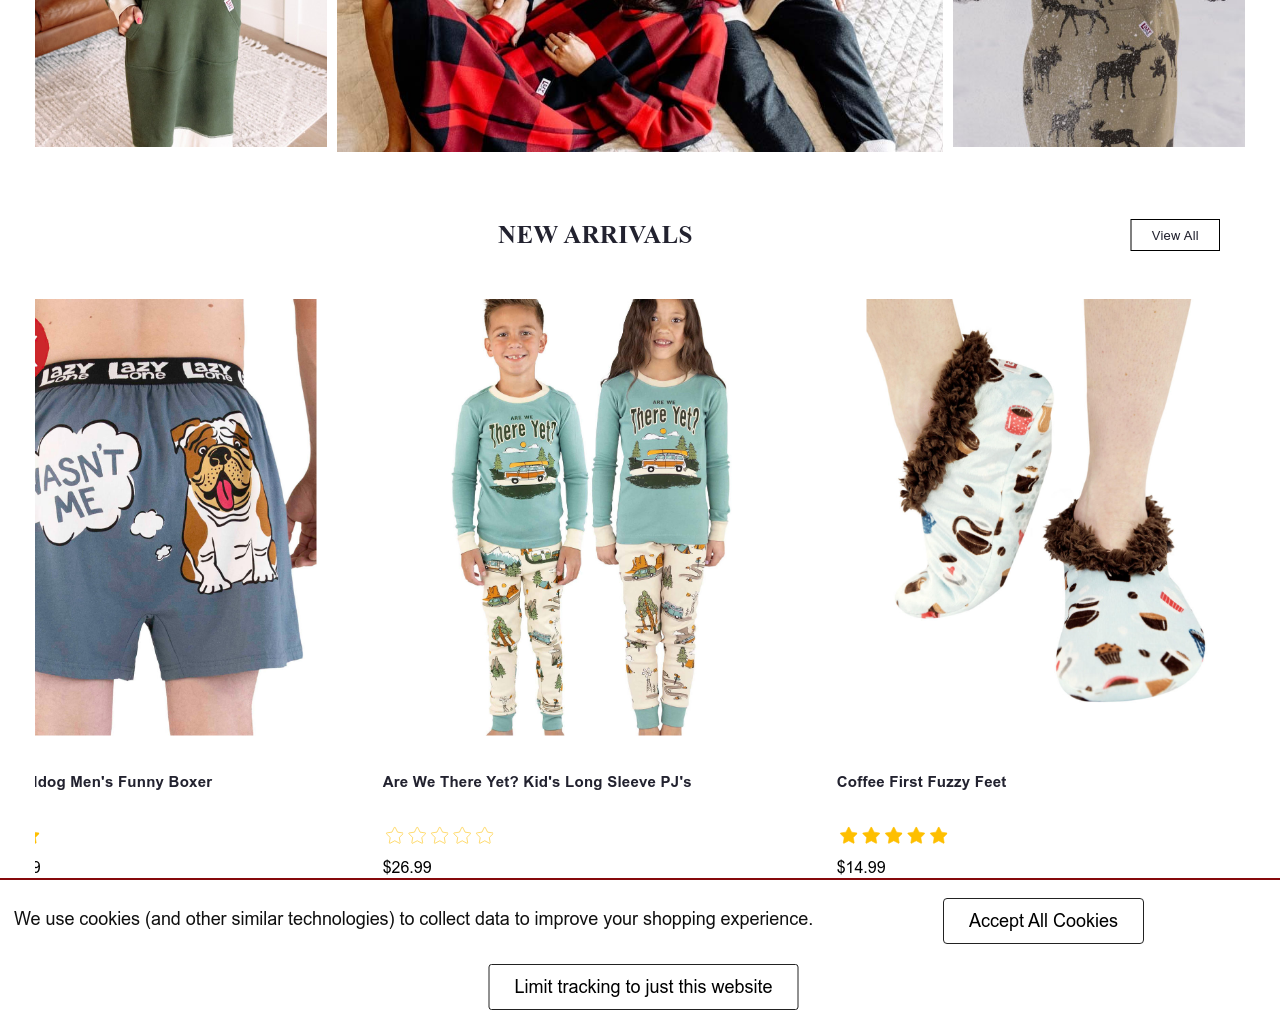 NEW ARRIVALS
View All
LAZY ONE LAZY ONE LAZY ONE
WASN'T
ME
ARE WE
There Yet?
ARE WE
There Yet?
ldog Men's Funny Boxer
Are We There Yet? Kid's Long Sleeve PJ's
Coffee First Fuzzy Feet
9
$26.99
$14.99
We use cookies (and other similar technologies) to collect data to improve your shopping experience.
Accept All Cookies
Limit tracking to just this website